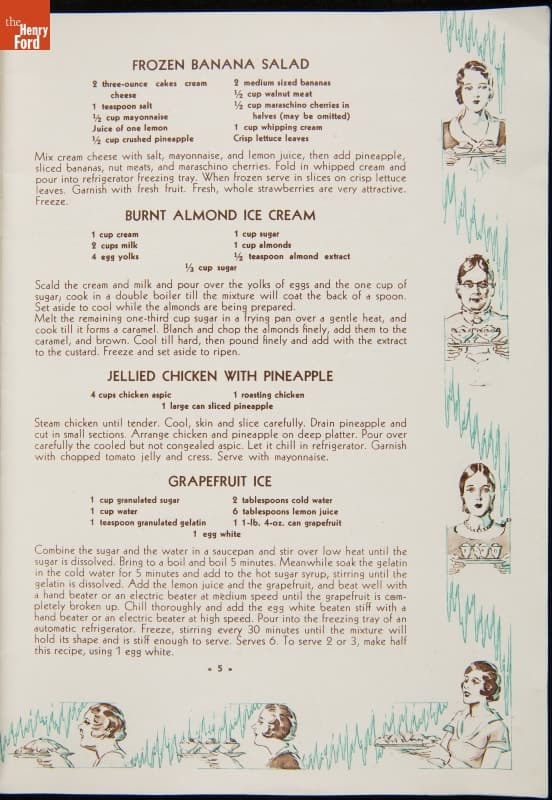 the
Henry
Ford
FROZEN BANANA SALAD
2 three-ounce cakes cream
cheese
1 teaspoon salt
½ cup mayonnaise
Juice of one lemon
½ cup crushed pineapple
2 medium sized bananas
½ cup walnut meat
½ cup maraschino cherries in
halves (may be omitted)
1 cup whipping cream
Crisp lettuce leaves
Mix cream cheese with salt, mayonnaise, and lemon juice, then add pineapple,
sliced bananas, nut meats, and maraschino cherries. Fold in whipped cream and
pour into refrigerator freezing tray. When frozen serve in slices on crisp lettuce
leaves. Garnish with fresh fruit. Fresh, whole strawberries are very attractive.
Freeze.
BURNT ALMOND ICE CREAM
1 cup cream
2 cups milk
4 egg yolks
1 cup sugar
1 cup almonds
½ teaspoon almond extract
⅓ cup sugar
Scald the cream and milk and pour over the yolks of eggs and the one cup of
sugar; cook in a double boiler till the mixture will coat the back of a spoon.
Set aside to cool while the almonds are being prepared.
Melt the remaining one-third cup sugar in a frying pan over a gentle heat, and
cook till it forms a caramel. Blanch and chop the almonds finely, add them to the
caramel, and brown. Cool till hard, then pound finely and add with the extract
to the custard. Freeze and set aside to ripen.
JELLIED CHICKEN WITH PINEAPPLE
4 cups chicken aspic
1 roasting chicken
1 large can sliced pineapple
Steam chicken until tender. Cool, skin and slice carefully. Drain pineapple and
cut in small sections. Arrange chicken and pineapple on deep platter. Pour over
carefully the cooled but not congealed aspic. Let it chill in refrigerator. Garnish
with chopped tomato jelly and cress. Serve with mayonnaise.
GRAPEFRUIT ICE
1 cup granulated sugar
1 cup water
1 teaspoon granulated gelatin
2 tablespoons cold water
6 tablespoons lemon juice
1 1-lb. 4-oz. can grapefruit
1 egg white
Combine the sugar and the water in a saucepan and stir over low heat until the
sugar is dissolved. Bring to a boil and boil 5 minutes. Meanwhile soak the gelatin
in the cold water for 5 minutes and add to the hot sugar syrup, stirring until the
gelatin is dissolved. Add the lemon juice and the grapefruit, and beat well with
a hand beater or an electric beater at medium speed until the grapefruit is com-
pletely broken up. Chill thoroughly and add the egg white beaten stiff with a
hand beater or an electric beater at high speed. Pour into the freezing tray of an
automatic refrigerator. Freeze, stirring every 30 minutes until the mixture will
hold its shape and is stiff enough to serve. Serves 6. To serve 2 or 3, make half
this recipe, using 1 egg white.
• 5 •